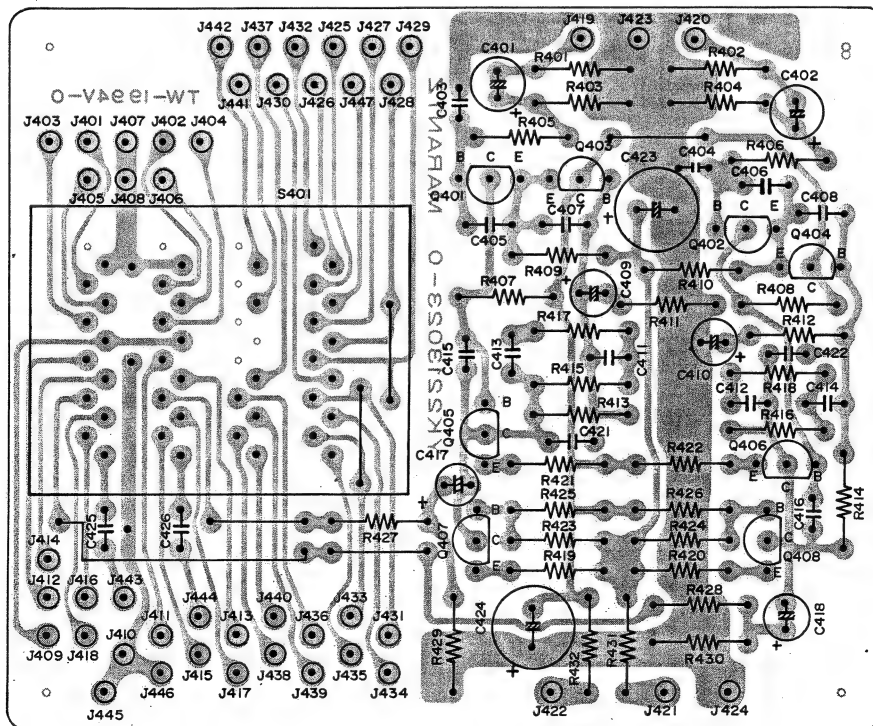 J442 J437 J432 J425 J427 J429
J419 J423 J420
C401 R401 R402 C402
J441 J430 J426 J447 J428
C403 R403 R404
TW-1994V-0
MARANTZ
YKSS13023-0
J403 J401 J407 J402 J404
R405 Q403 C423 C404 R406
J405 J408 J406
S401
B C E
Q401
E C B
C406 C408
B C E
C405 C407 Q402 Q404
E C B
R409 C409 R410
R407 R411 R408
R417 R412
C415 C413 C411 C410 C422
R415 R418
C412 C414
R413 R416
Q405 B C E
C421 R422 Q406
E C B
C417 R421
R425 R426 C416 R414
C425 C426 R427 Q407
B C E
R423 R424
B C E
Q408
R419 R420
J414
J412 J416 J443
J444 J440 J433
R428
J411 J413 J436 J431
C424 C418
J409 J418 J410
R429 R432 R431 R430
J415 J438 J435
J446 J417 J439 J434
J445
J422 J421 J424